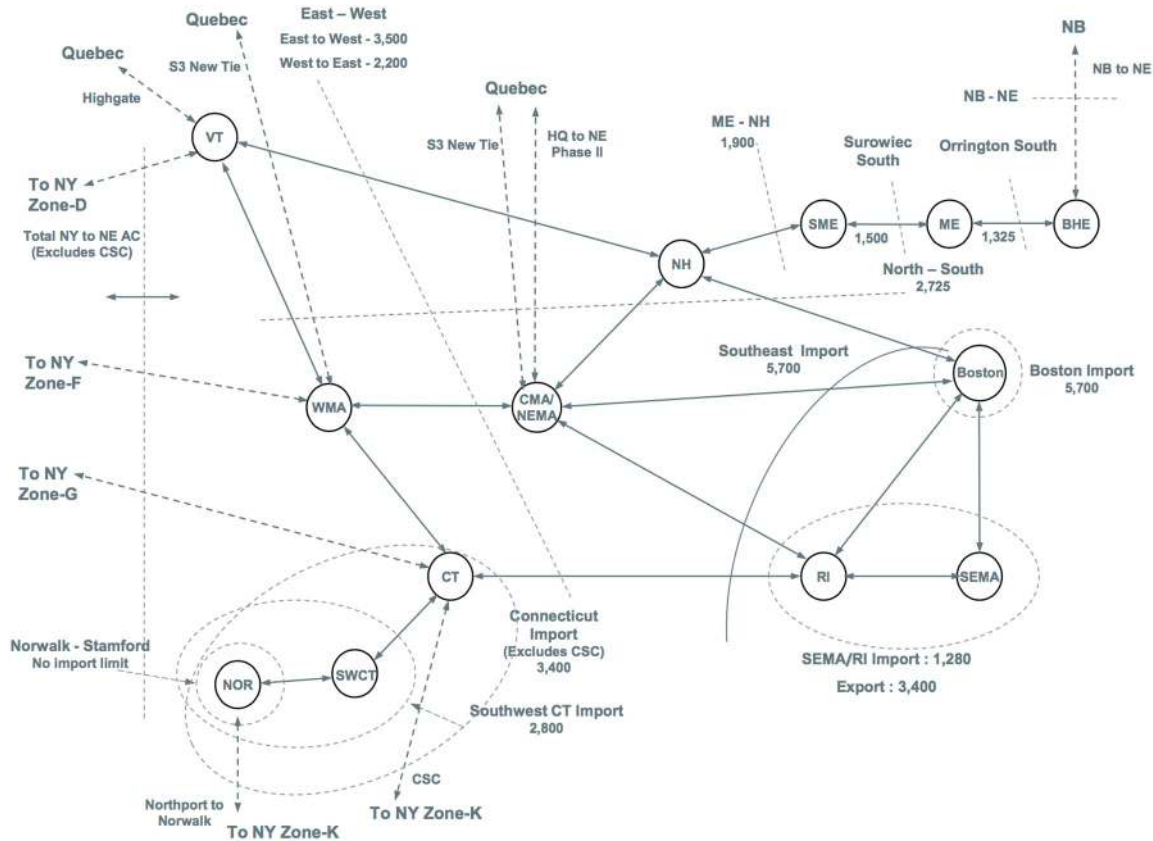 Quebec
East – West
East to West - 3,500
West to East - 2,200
NB
Quebec
S3 New Tie
NB to NE
Quebec
Highgate
NB - NE
ME - NH
1,900
S3 New Tie
HQ to NE
Phase II
Surowiec
South
Orrington South
VT
To NY
Zone-D
SME
1,500
ME
1,325
BHE
Total NY to NE AC
(Excludes CSC)
NH
North – South
2,725
To NY
Zone-F
Southeast Import
5,700
Boston
Boston Import
5,700
WMA
CMA/
NEMA
To NY
Zone-G
CT
RI
SEMA
Connecticut
Import
(Excludes CSC)
3,400
Norwalk - Stamford
No import limit
SEMA/RI Import : 1,280
Export : 3,400
NOR
SWCT
Southwest CT Import
2,800
CSC
Northport to
Norwalk
To NY Zone-K
To NY Zone-K